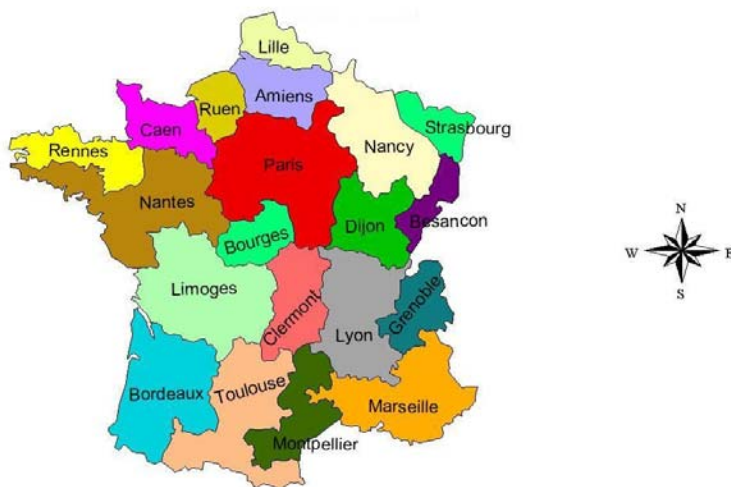 Lille
Ruen
Amiens
Caen
Strasbourg
Rennes
Paris
Nancy
Nantes
Bourges
Dijon
Besancon
Limoges
Clermont
Lyon
Grenoble
Bordeaux
Toulouse
Marseille
Montpellier
N
W E
S